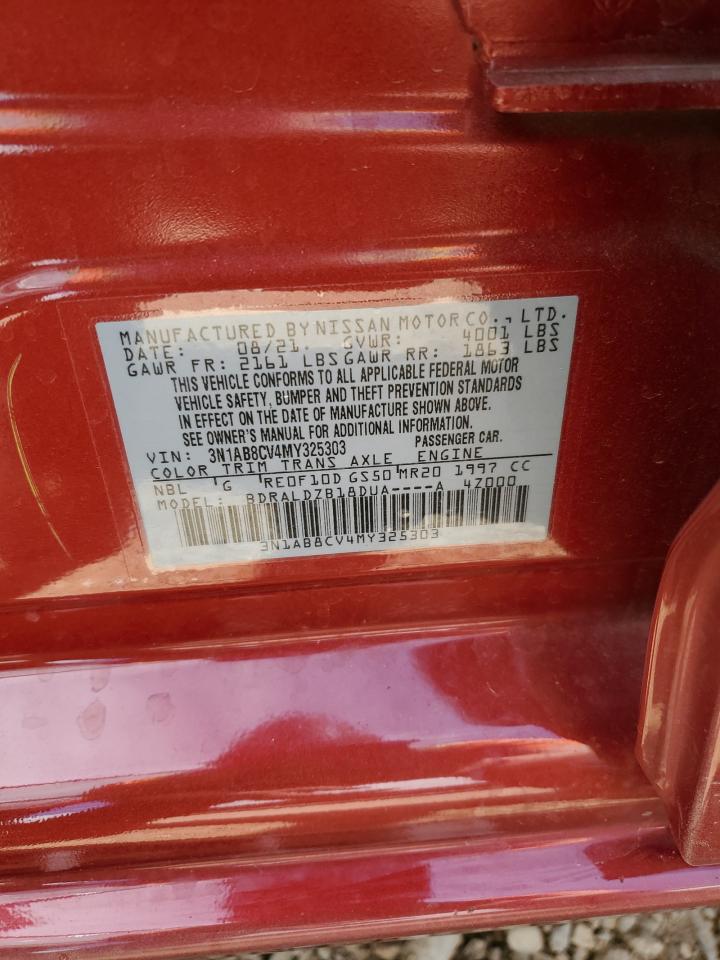 MANUFACTURED BY NISSAN MOTOR CO., LTD.
DATE: 08/21 GVWR: 4001 LBS
GAWR FR: 2161 LBS GAWR RR: 1863 LBS
THIS VEHICLE CONFORMS TO ALL APPLICABLE FEDERAL MOTOR
VEHICLE SAFETY, BUMPER AND THEFT PREVENTION STANDARDS
IN EFFECT ON THE DATE OF MANUFACTURE SHOWN ABOVE.
SEE OWNER'S MANUAL FOR ADDITIONAL INFORMATION.
VIN: 3N1AB8CV4MY325303 PASSENGER CAR.
COLOR TRIM TRANS AXLE ENGINE
NBL G RE0F10D GS50 MR20 1997 CC
MODEL: BDRALDZB18DUA----A 4Z000
3N1AB8CV4MY325303